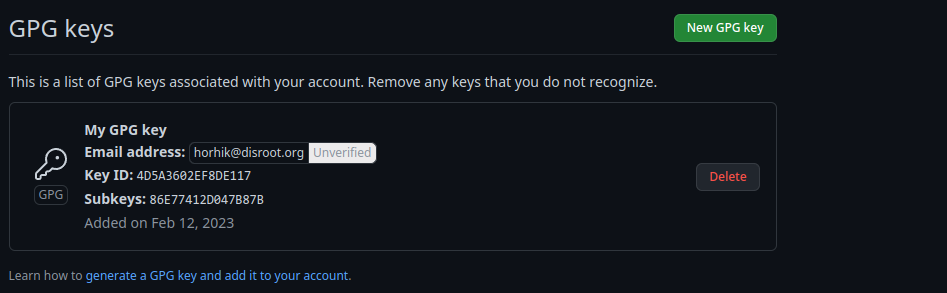 GPG keys
New GPG key
This is a list of GPG keys associated with your account. Remove any keys that you do not recognize.
My GPG key
Email address: horhik@disroot.org Unverified
Key ID: 4D5A3602EF8DE117
GPG
Subkeys: 86E77412D047B87B
Delete
Added on Feb 12, 2023
Learn how to generate a GPG key and add it to your account.